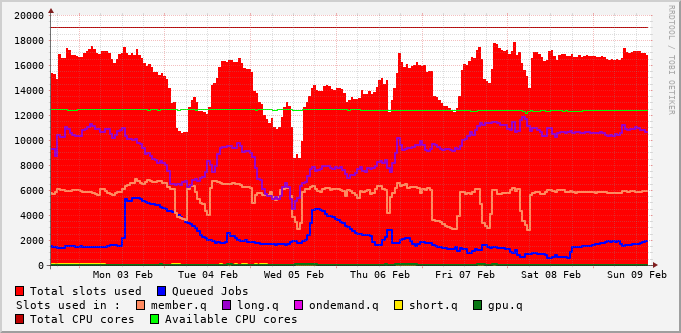 RRDTOOL / TOBI OETIKER
20000
18000
16000
14000
12000
10000
8000
6000
4000
2000
0
Mon 03 Feb Tue 04 Feb Wed 05 Feb Thu 06 Feb Fri 07 Feb Sat 08 Feb Sun 09 Feb
Total slots used Queued Jobs
Slots used in : member.q long.q ondemand.q short.q gpu.q
Total CPU cores Available CPU cores